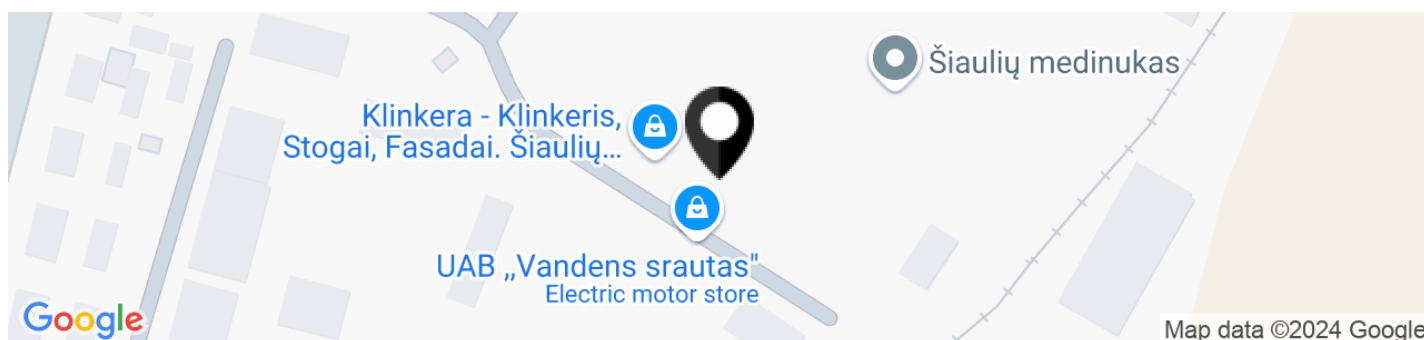 Šiaulių medinukas
Klinkera - Klinkeris,
Stogai, Fasadai. Šiaulių...
UAB ,,Vandens srautas"
Electric motor store
Google
Map data ©2024 Google